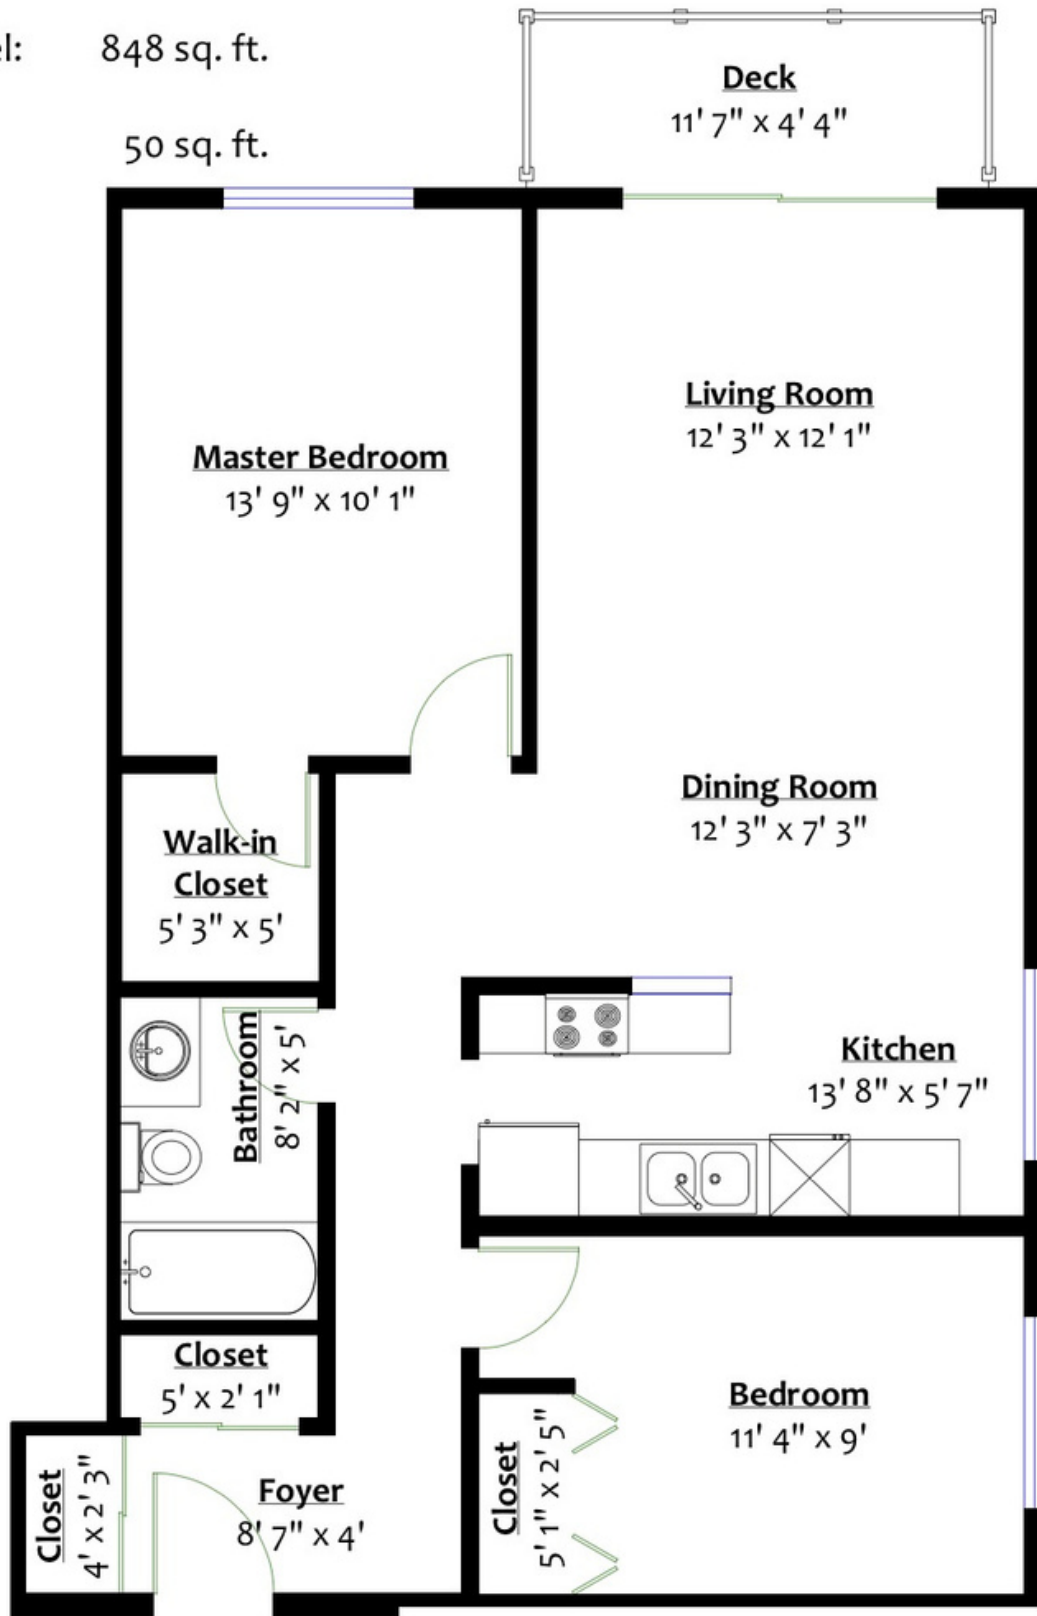 el: 848 sq. ft.
50 sq. ft.
Deck
11' 7" x 4' 4"
Living Room
12' 3" x 12' 1"
Master Bedroom
13' 9" x 10' 1"
Dining Room
12' 3" x 7' 3"
Walk-in
Closet
5' 3" x 5'
Bathroom
8' 2" x 5'
Kitchen
13' 8" x 5' 7"
Closet
5' x 2' 1"
Bedroom
11' 4" x 9'
Closet
5' 1" x 2' 5"
Foyer
8' 7" x 4'
Closet
4' x 2' 3"